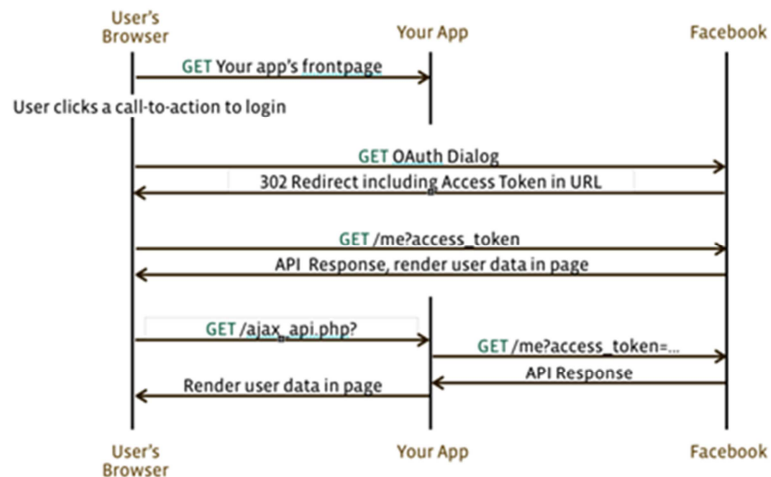 User's
Browser
Your App
Facebook
GET Your app's frontpage
User clicks a call-to-action to login
GET OAuth Dialog
302 Redirect including Access Token in URL
GET /me?access_token
API Response, render user data in page
GET /ajax_api.php?
GET /me?access_token=...
API Response
Render user data in page
User's
Browser
Your App
Facebook